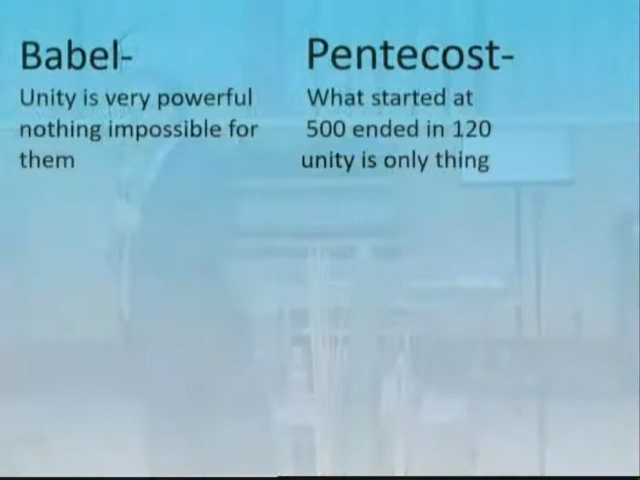 Babel-
Unity is very powerful
nothing impossible for
them
Pentecost-
What started at
500 ended in 120
unity is only thing